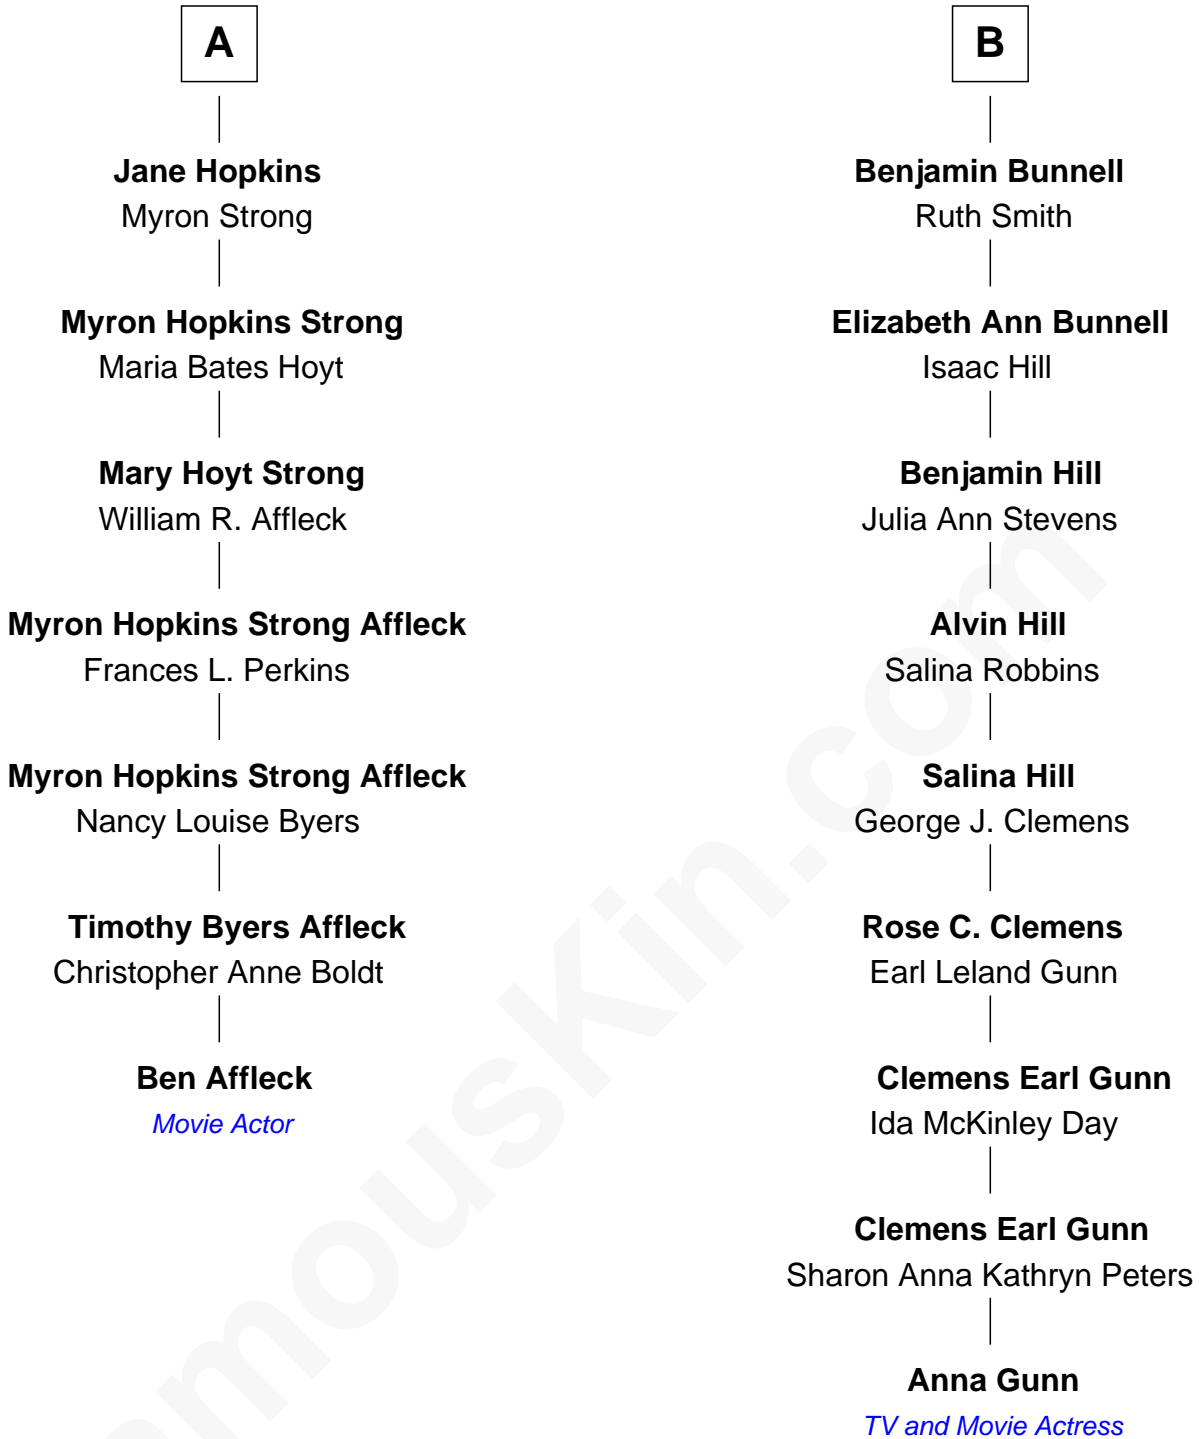 A
Jane Hopkins
Myron Strong
Myron Hopkins Strong
Maria Bates Hoyt
Mary Hoyt Strong
William R. Affleck
Myron Hopkins Strong Affleck
Frances L. Perkins
Myron Hopkins Strong Affleck
Nancy Louise Byers
Timothy Byers Affleck
Christopher Anne Boldt
Ben Affleck
Movie Actor
B
Benjamin Bunnell
Ruth Smith
Elizabeth Ann Bunnell
Isaac Hill
Benjamin Hill
Julia Ann Stevens
Alvin Hill
Salina Robbins
Salina Hill
George J. Clemens
Rose C. Clemens
Earl Leland Gunn
Clemens Earl Gunn
Ida McKinley Day
Clemens Earl Gunn
Sharon Anna Kathryn Peters
Anna Gunn
TV and Movie Actress
amouskin.com